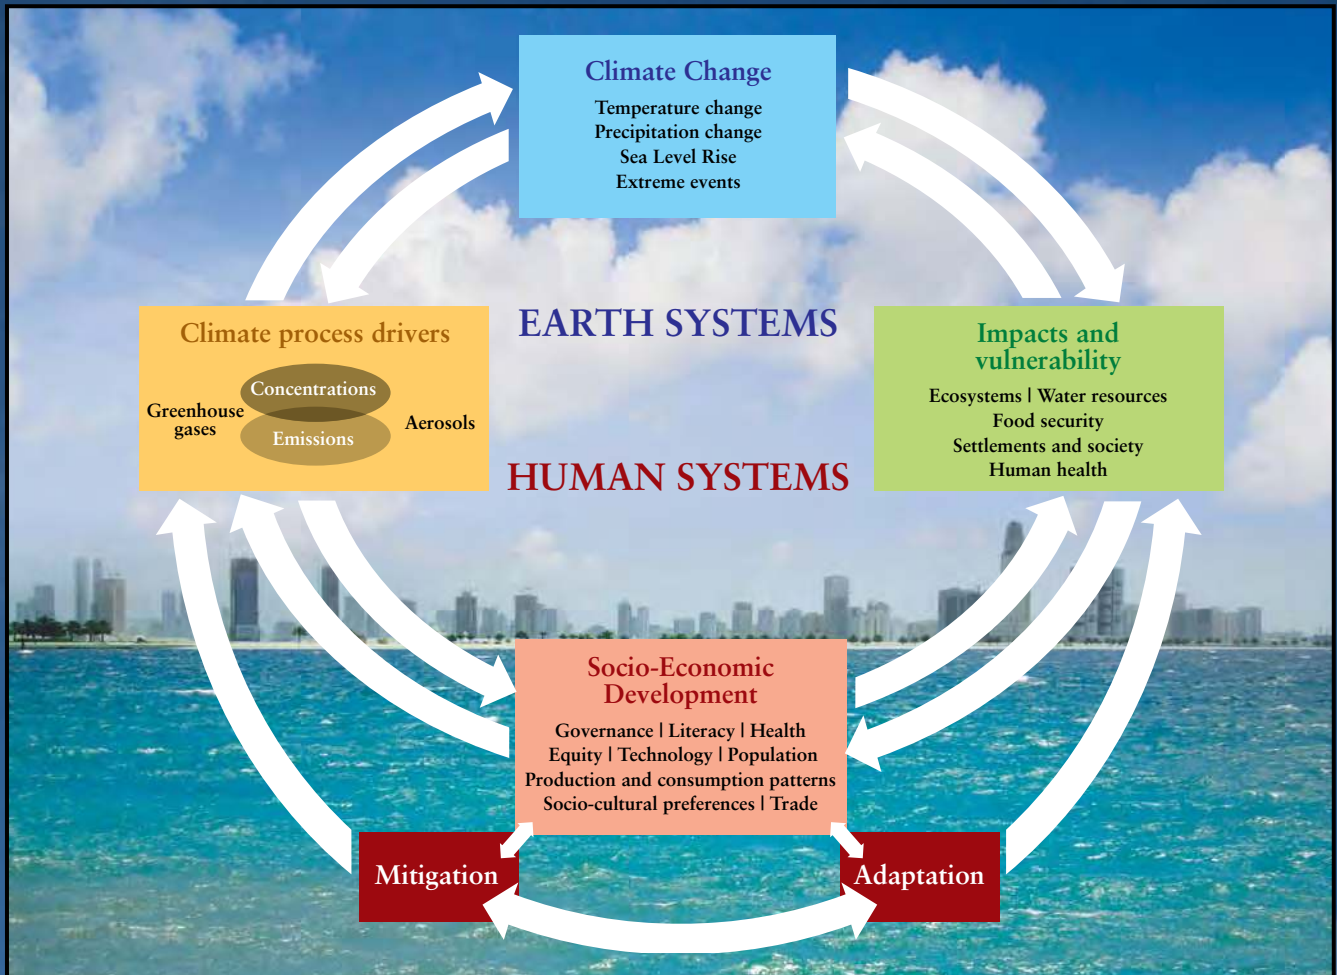 Climate Change
Temperature change
Precipitation change
Sea Level Rise
Extreme events
EARTH SYSTEMS
Climate process drivers
Concentrations
Greenhouse
gases
Aerosols
Emissions
Impacts and
vulnerability
Ecosystems | Water resources
Food security
Settlements and society
Human health
HUMAN SYSTEMS
Socio-Economic
Development
Governance | Literacy | Health
Equity | Technology | Population
Production and consumption patterns
Socio-cultural preferences | Trade
Mitigation
Adaptation